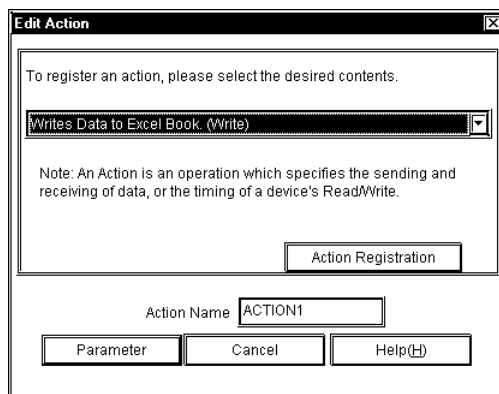 Edit Action
To register an action, please select the desired contents.
Writes Data to Excel Book. (Write)
Note: An Action is an operation which specifies the sending and
receiving of data, or the timing of a device's Read/Write.
Action Registration
Action Name ACTION1
Parameter Cancel Help(H)